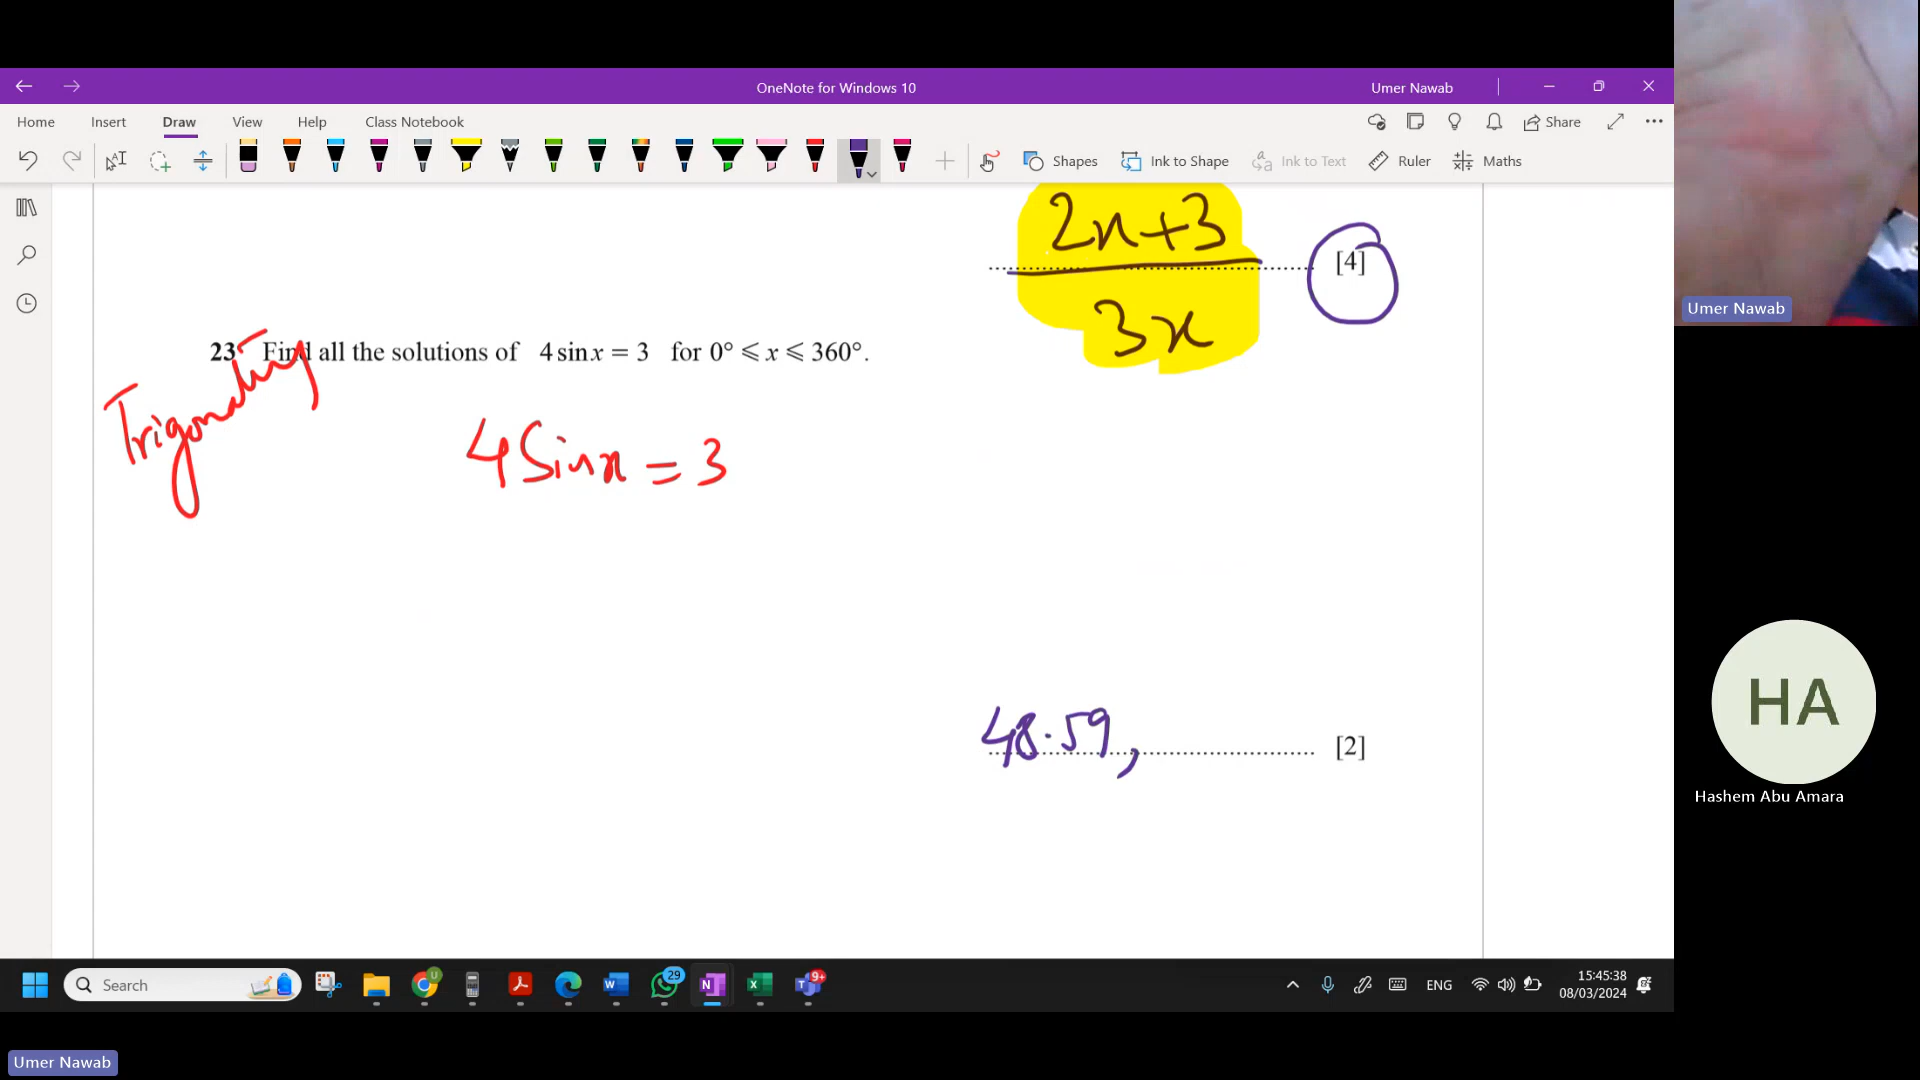 OneNote for Windows 10
Umer Nawab
Home Insert Draw View Help Class Notebook
Share
Shapes Ink to Shape Ink to Text Ruler Maths
2x+3
[4]
3x
23 Find all the solutions of 4 sin x = 3 for 0° ⩽ x ⩽ 360°.
4 Sin x = 3
48.59,
.......................... [2]
Umer Nawab
HA
Hashem Abu Amara
Search
29
9+
ENG
15:45:38
08/03/2024
Umer Nawab